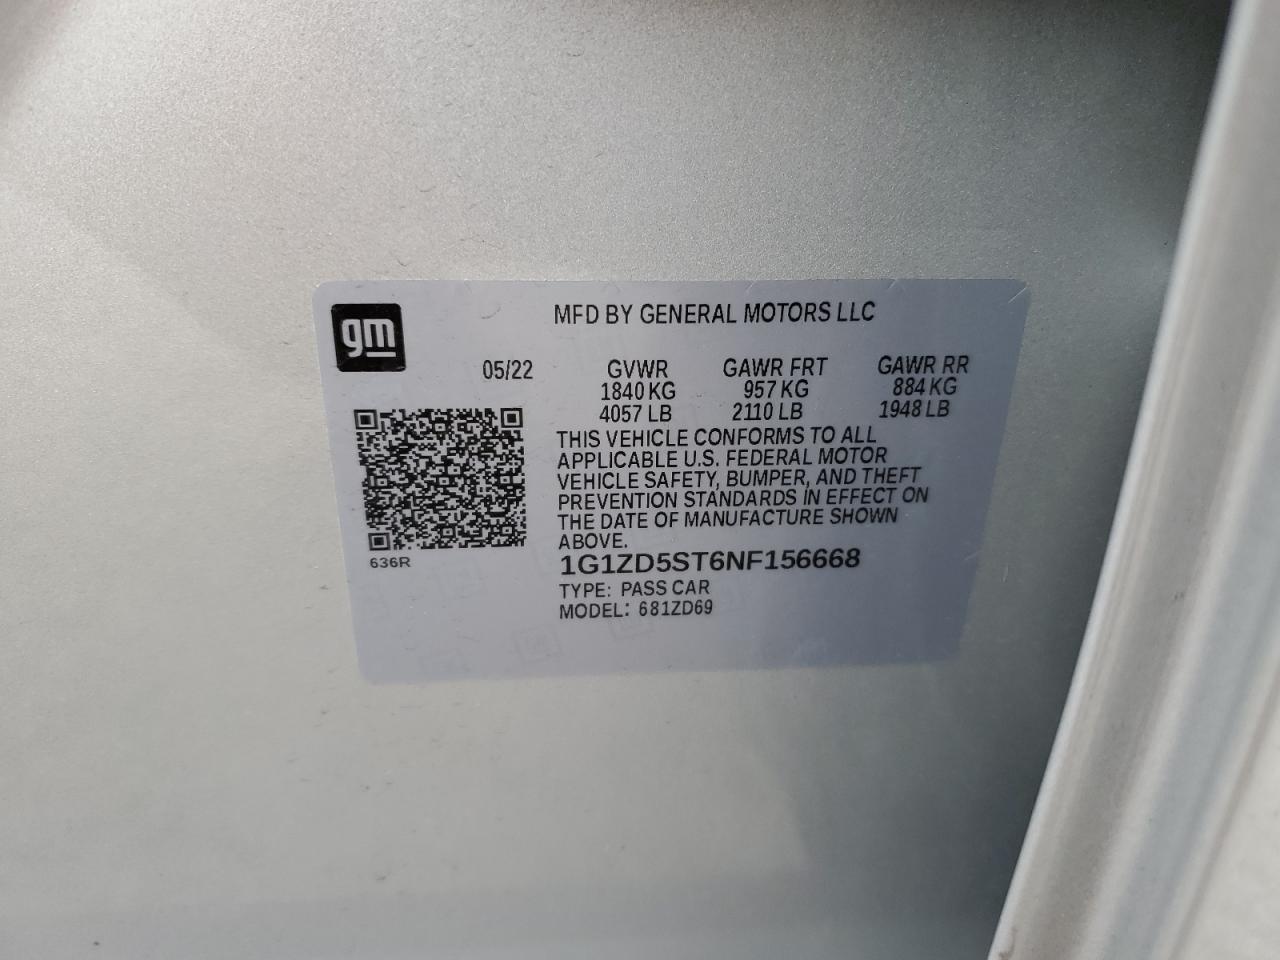 gm
MFD BY GENERAL MOTORS LLC
05/22 GVWR GAWR FRT GAWR RR
1840 KG 957 KG 884 KG
4057 LB 2110 LB 1948 LB
THIS VEHICLE CONFORMS TO ALL
APPLICABLE U.S. FEDERAL MOTOR
VEHICLE SAFETY, BUMPER, AND THEFT
PREVENTION STANDARDS IN EFFECT ON
THE DATE OF MANUFACTURE SHOWN
ABOVE.
636R
1G1ZD5ST6NF156668
TYPE: PASS CAR
MODEL: 681ZD69